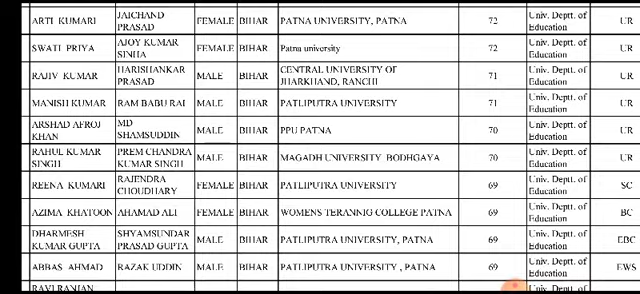 ARTI KUMARI JAICHAND PRASAD FEMALE BIHAR PATNA UNIVERSITY, PATNA 72 Univ. Deptt. of Education UR
SWATI PRIYA AJOY KUMAR SINHA FEMALE BIHAR Patna university 72 Univ. Deptt. of Education UR
RAJIV KUMAR HARISHANKAR PRASAD MALE BIHAR CENTRAL UNIVERSITY OF JHARKHAND, RANCHI 71 Univ. Deptt. of Education UR
MANISH KUMAR RAM BABU RAI MALE BIHAR PATLIPUTRA UNIVERSITY 71 Univ. Deptt. of Education UR
ARSHAD AFROJ KHAN MD SHAMSUDDIN MALE BIHAR PPU PATNA 70 Univ. Deptt. of Education UR
RAHUL KUMAR SINGH PREM CHANDRA KUMAR SINGH MALE BIHAR MAGADH UNIVERSITY BODHGAYA 70 Univ. Deptt. of Education UR
REENA KUMARI RAJENDRA CHOUDHARY FEMALE BIHAR PATLIPUTRA UNIVERSITY 69 Univ. Deptt. of Education SC
AZIMA KHATOON AHAMAD ALI FEMALE BIHAR WOMENS TERANNIG COLLEGE PATNA 69 Univ. Deptt. of Education BC
DHARMESH KUMAR GUPTA SHYAMSUNDAR PRASAD GUPTA MALE BIHAR PATLIPUTRA UNIVERSITY, PATNA 69 Univ. Deptt. of Education EBC
ABBAS AHMAD RAZAK UDDIN MALE BIHAR PATLIPUTRA UNIVERSITY , PATNA 69 Univ. Deptt. of Education EWS
RAVI RANJAN Univ. Deptt. of